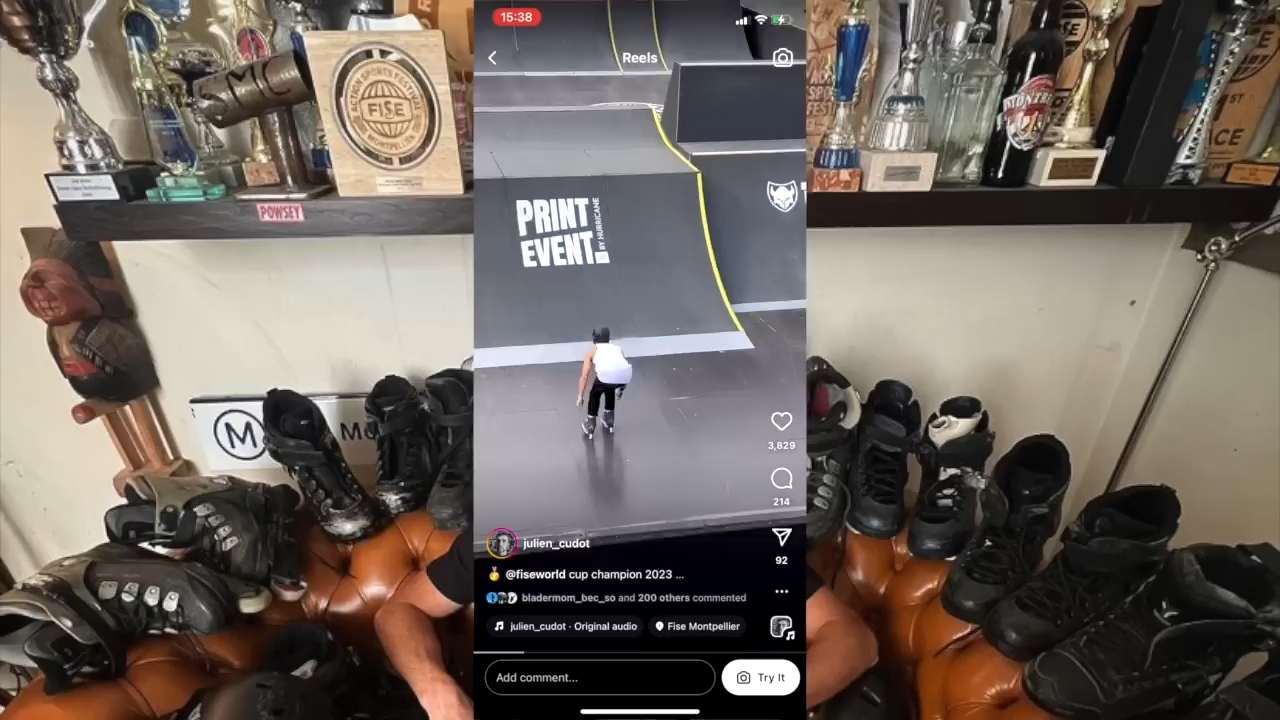 15:38
Reels
PRINT
EVENT
BY HURRICANE
FISE
ACTION SPORTS FESTIVAL
MONTPELLIER
POWSEY
M
3,829
214
julien_cudot
92
🥇 @fiseworld cup champion 2023 ...
bladermom_bec_so and 200 others commented
julien_cudot · Original audio
Fise Montpellier
Add comment...
Try It